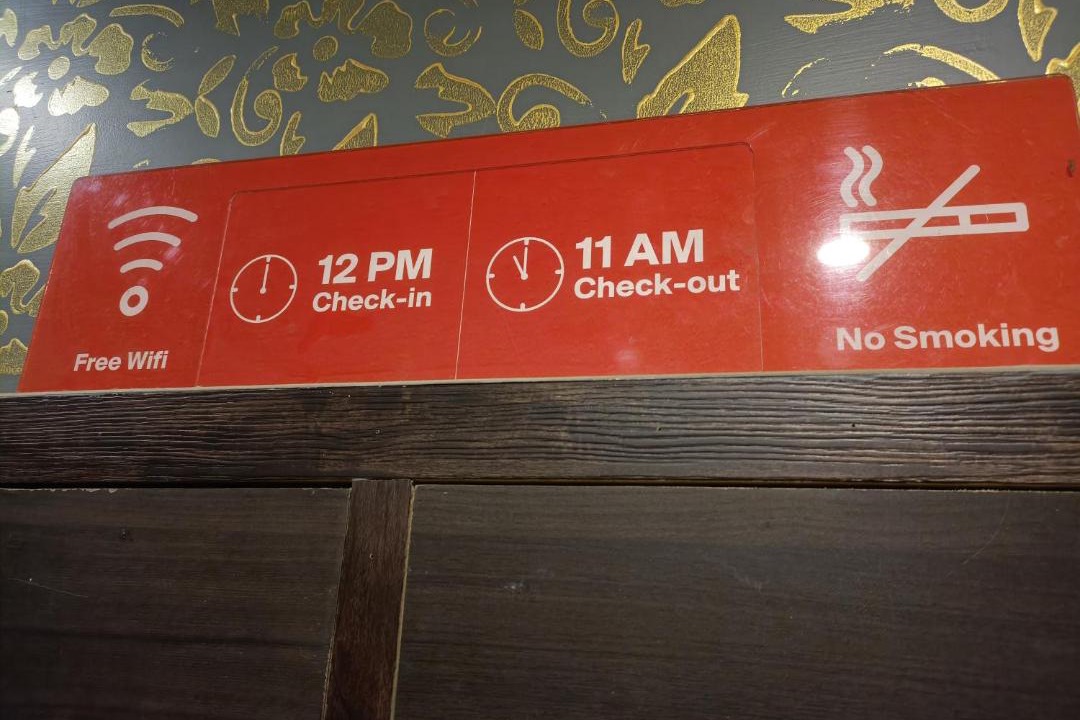 Free Wifi
12 PM
Check-in
11 AM
Check-out
No Smoking